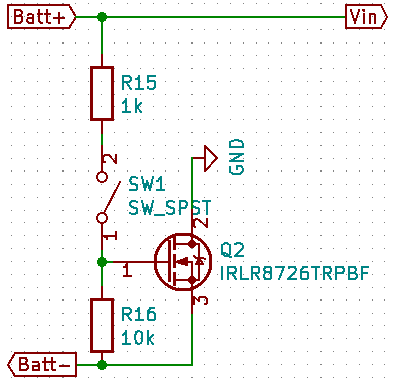 Batt+
Vin
R15
1k
GND
2
SW1
SW_SPST
1
2
Q2
1
IRLR8726TRPBF
3
R16
10k
Batt-